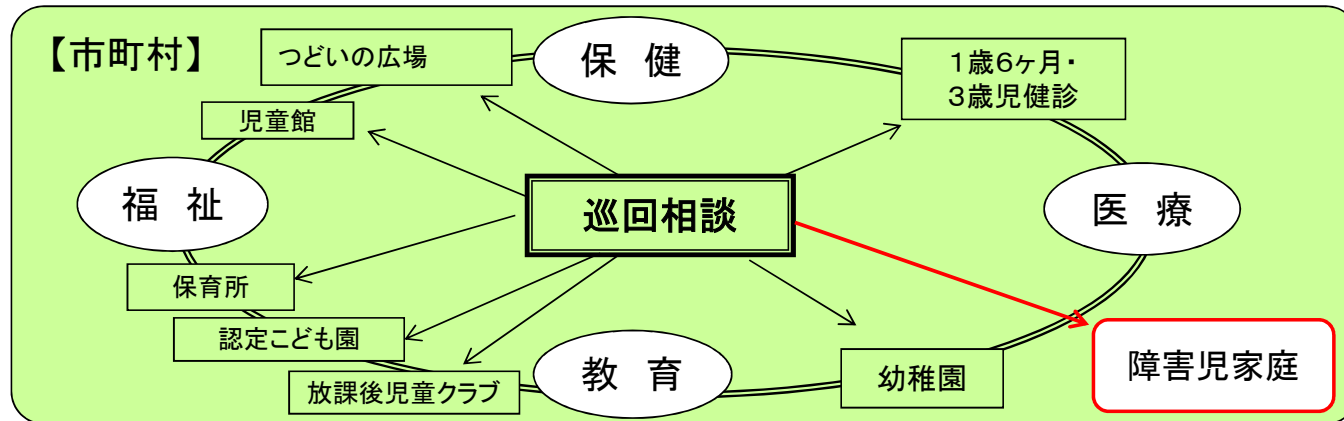 【市町村】
つどいの広場
保 健
1歳6ヶ月・
3歳児健診
児童館
福 祉
巡回相談
医 療
保育所
認定こども園
放課後児童クラブ
教 育
幼稚園
障害児家庭